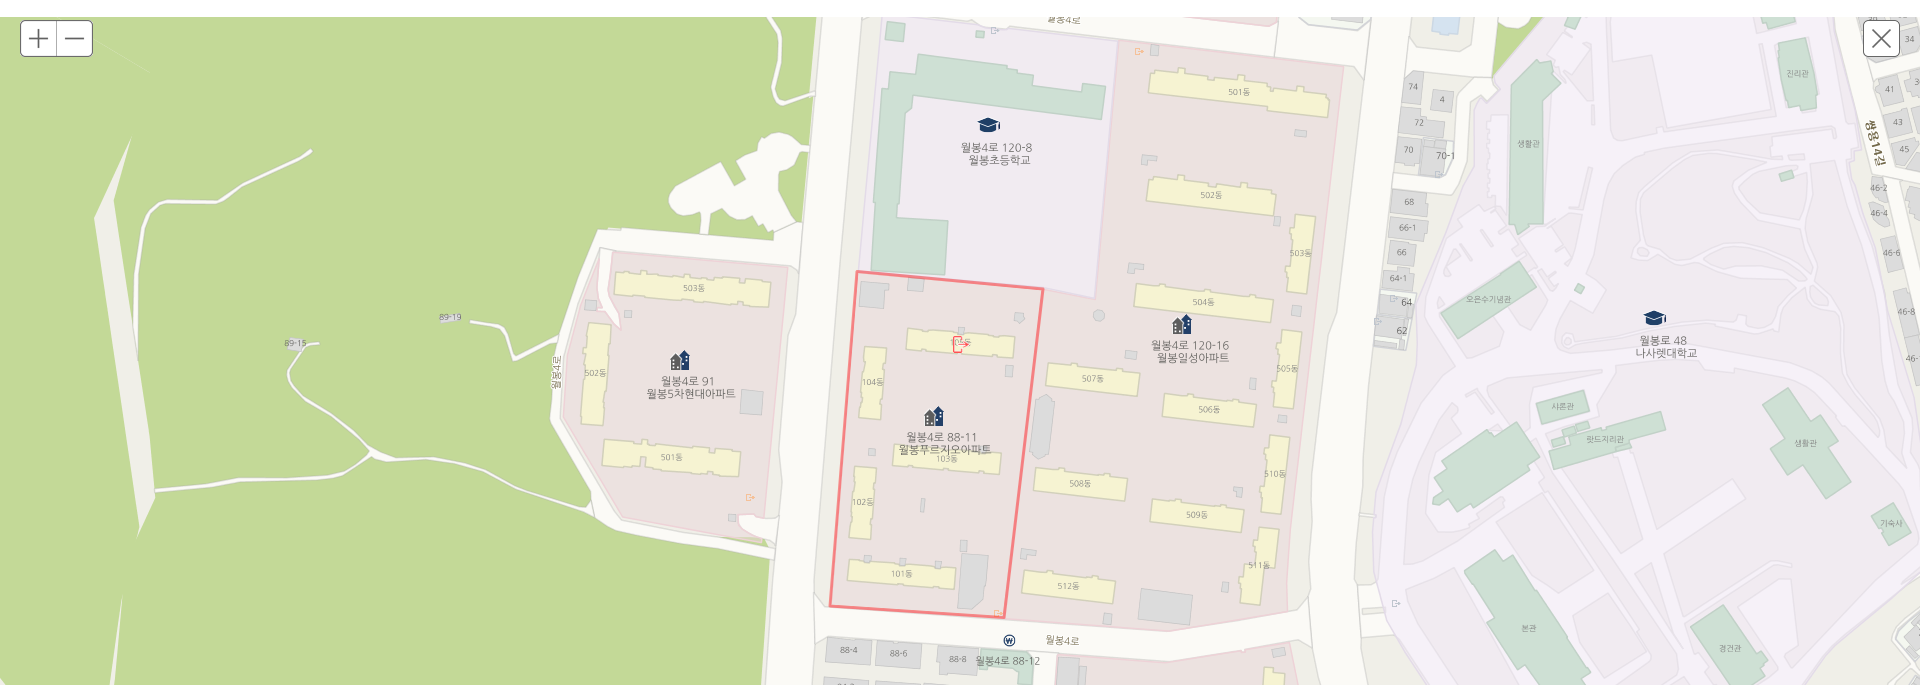 월봉4로
501동
월봉4로 120-8
월봉초등학교
502동
503동
504동
월봉4로 120-16
월봉일성아파트
505동
507동
506동
508동
510동
509동
511동
512동
503동
502동
월봉4로 91
월봉5차현대아파트
501동
월봉4로
89-19
89-15
104동
월봉4로 88-11
월봉푸르지오아파트
103동
102동
101동
월봉4로
88-4
88-6
88-8
월봉4로 88-12
74
4
72
70
70-1
68
66-1
66
64-1
64
62
생활관
진리관
34
41
43
45
쌍용14길
46-2
46-4
46-6
46-8
오은수기념관
월봉로 48
나사렛대학교
샤론관
랏드지리관
생활관
기숙사
본관
경건관